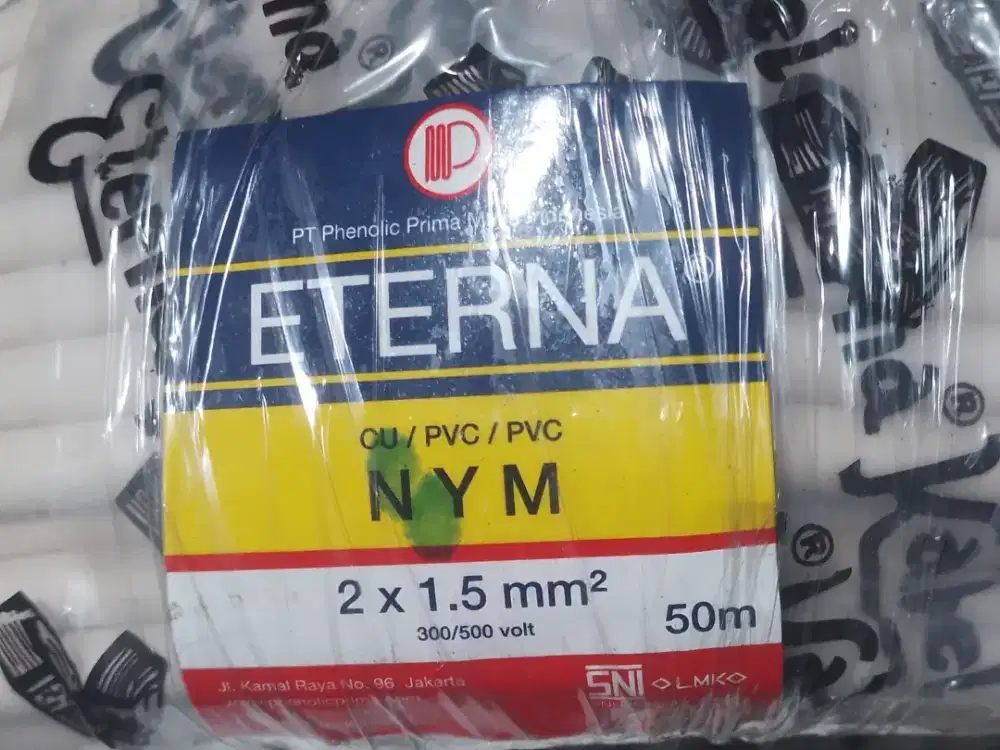 PT Phenolic Prima
ETERNA®
CU / PVC / PVC
NYM
2 x 1.5 mm²
300/500 volt
50m
Jl. Kamal Raya No. 96 Jakarta
SNI LMK
Eterna
®
®
®